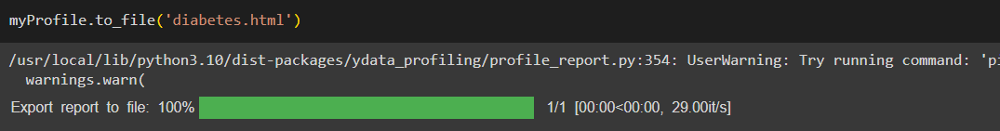 myProfile.to_file('diabetes.html')
/usr/local/lib/python3.10/dist-packages/ydata_profiling/profile_report.py:354: UserWarning: Try running command: 'pi
warnings.warn(
Export report to file: 100% 1/1 [00:00<00:00, 29.00it/s]